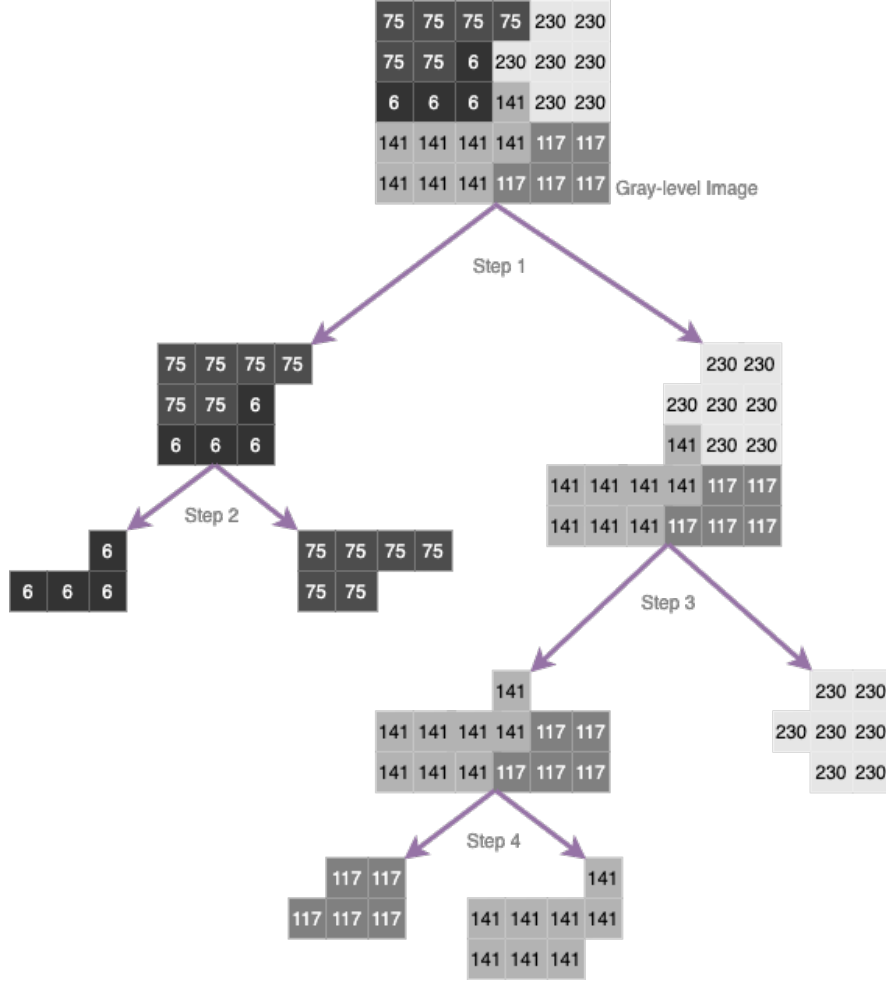 75 75 75 75 230 230
75 75 6 230 230 230
6 6 6 141 230 230
141 141 141 141 117 117
141 141 141 117 117 117
Gray-level Image
Step 1
75 75 75 75
75 75 6
6 6 6
230 230
230 230 230
141 230 230
141 141 141 141 117 117
141 141 141 117 117 117
Step 2
6
6 6 6
75 75 75 75
75 75
Step 3
141
141 141 141 141 117 117
141 141 141 117 117 117
230 230
230 230 230
230 230
Step 4
117 117
117 117 117
141
141 141 141 141
141 141 141